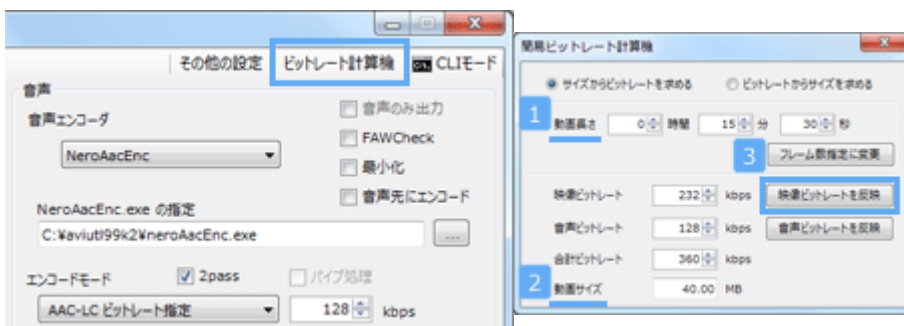 その他の設定 ビットレート計算機 CLIモード
音声
音声エンコーダ
NeroAacEnc
音声のみ出力
FAWCheck
最小化
音声先にエンコード
NeroAacEnc.exe の指定
C:¥aviutl99k2¥neroAacEnc.exe
...
エンコードモード
2pass
パイプ処理
AAC-LC ビットレート指定
128 kbps
簡易ビットレート計算機
サイズからビットレートを求める ビットレートからサイズを求める
1
動画長さ 0 時間 15 分 30 秒
3 フレーム数指定に変更
映像ビットレート 232 kbps 映像ビットレートを反映
音声ビットレート 128 kbps 音声ビットレートを反映
合計ビットレート 360 kbps
2
動画サイズ 40.00 MB